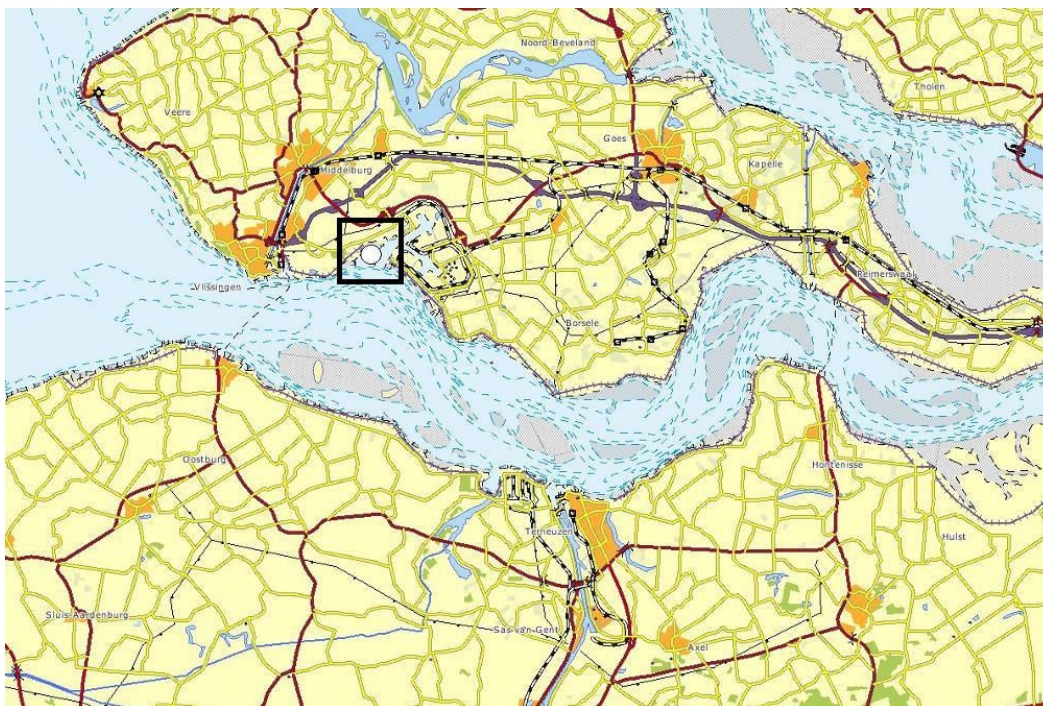 Noord-Beveland
Tholen
Veere
Goes
Kapelle
Middelburg
Reimerswaal
Vlissingen
Borsele
Oostburg
Hontenisse
Terneuzen
Hulst
Sluis-Aardenburg
Sas van Gent
Axel